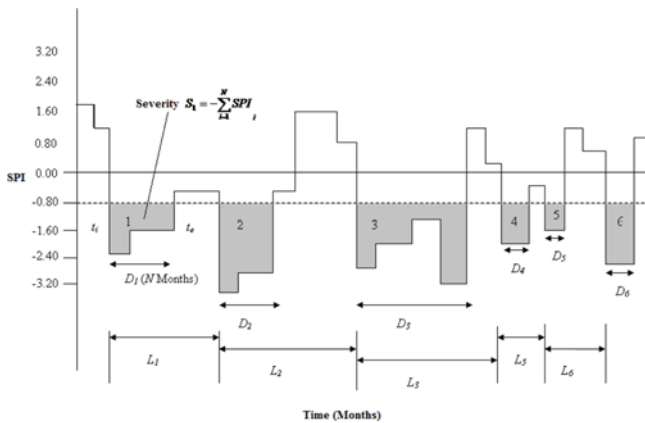 3.20
2.40
Severity S₁ = -∑ᵢ₌₁ᴺ SPIᵢ
1.60
0.80
SPI
0.00
-0.80
1 2 3 4 5 6
tᵢ tₑ
-1.60
-2.40
D₁ (N Months)
D₄ D₅
-3.20
D₆
D₂ D₃
L₁ L₂ L₃ L₅ L₆
Time (Months)